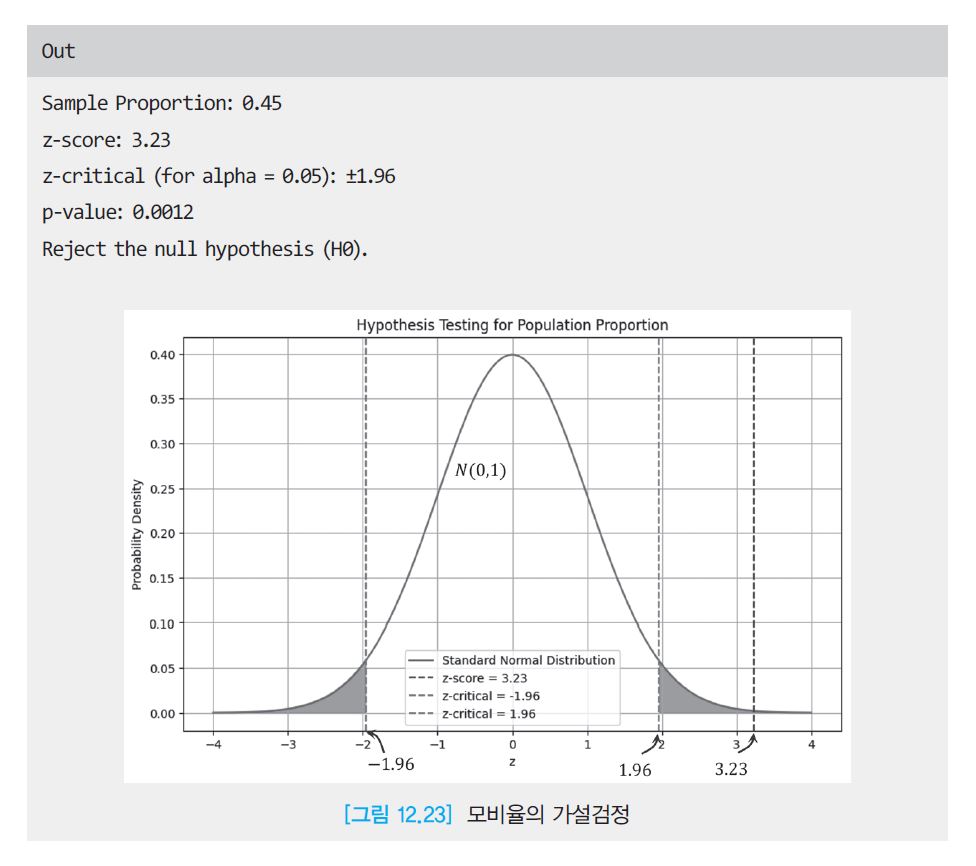 Out
Sample Proportion: 0.45
z-score: 3.23
z-critical (for alpha = 0.05): ±1.96
p-value: 0.0012
Reject the null hypothesis (H0).
Hypothesis Testing for Population Proportion
0.40
0.35
0.30
N(0,1)
0.25
0.20
0.15
0.10
0.05
0.00
Probability Density
Standard Normal Distribution
z-score = 3.23
z-critical = -1.96
z-critical = 1.96
−4 −3 −2 −1 0 1 2 3 4
−1.96 z 1.96 3.23
[그림 12.23] 모비율의 가설검정